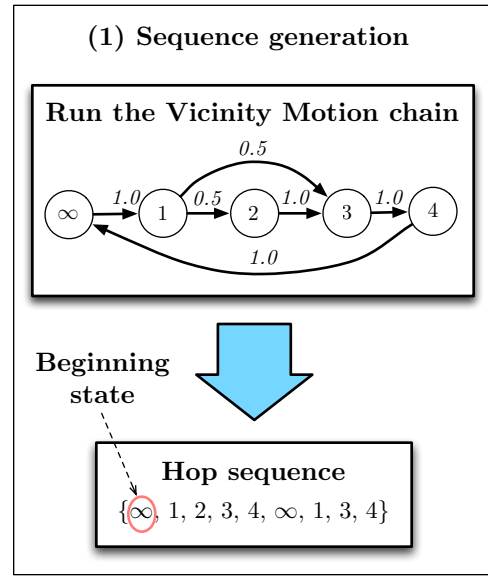 (1) Sequence generation
Run the Vicinity Motion chain
0.5
1.0
0.5
1.0
1.0
∞
1
2
3
4
1.0
Beginning
state
Hop sequence
{∞, 1, 2, 3, 4, ∞, 1, 3, 4}